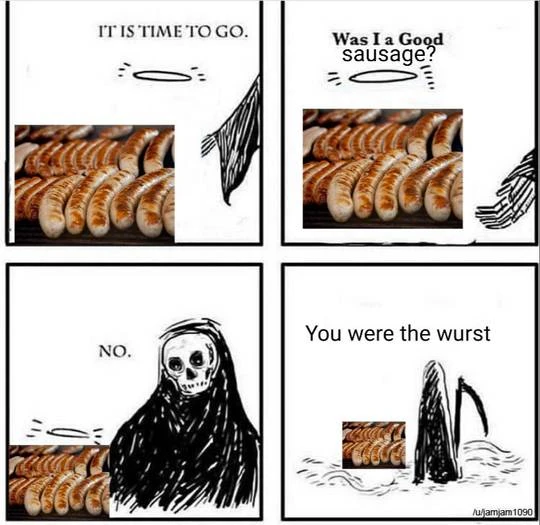 IT IS TIME TO GO.
Was I a Good
sausage?
NO.
You were the wurst
/u/jamjam1090